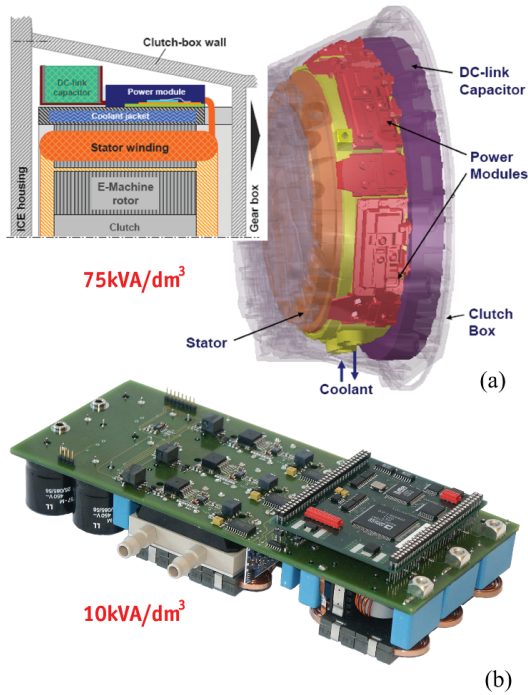 Clutch-box wall
DC-link
capacitor
Power module
Coolant jacket
Stator winding
E-Machine
rotor
Clutch
ICE housing
Gear box
75kVA/dm³
DC-link
Capacitor
Power
Modules
Clutch
Box
Stator
Coolant
(a)
LL
10kVA/dm³
(b)